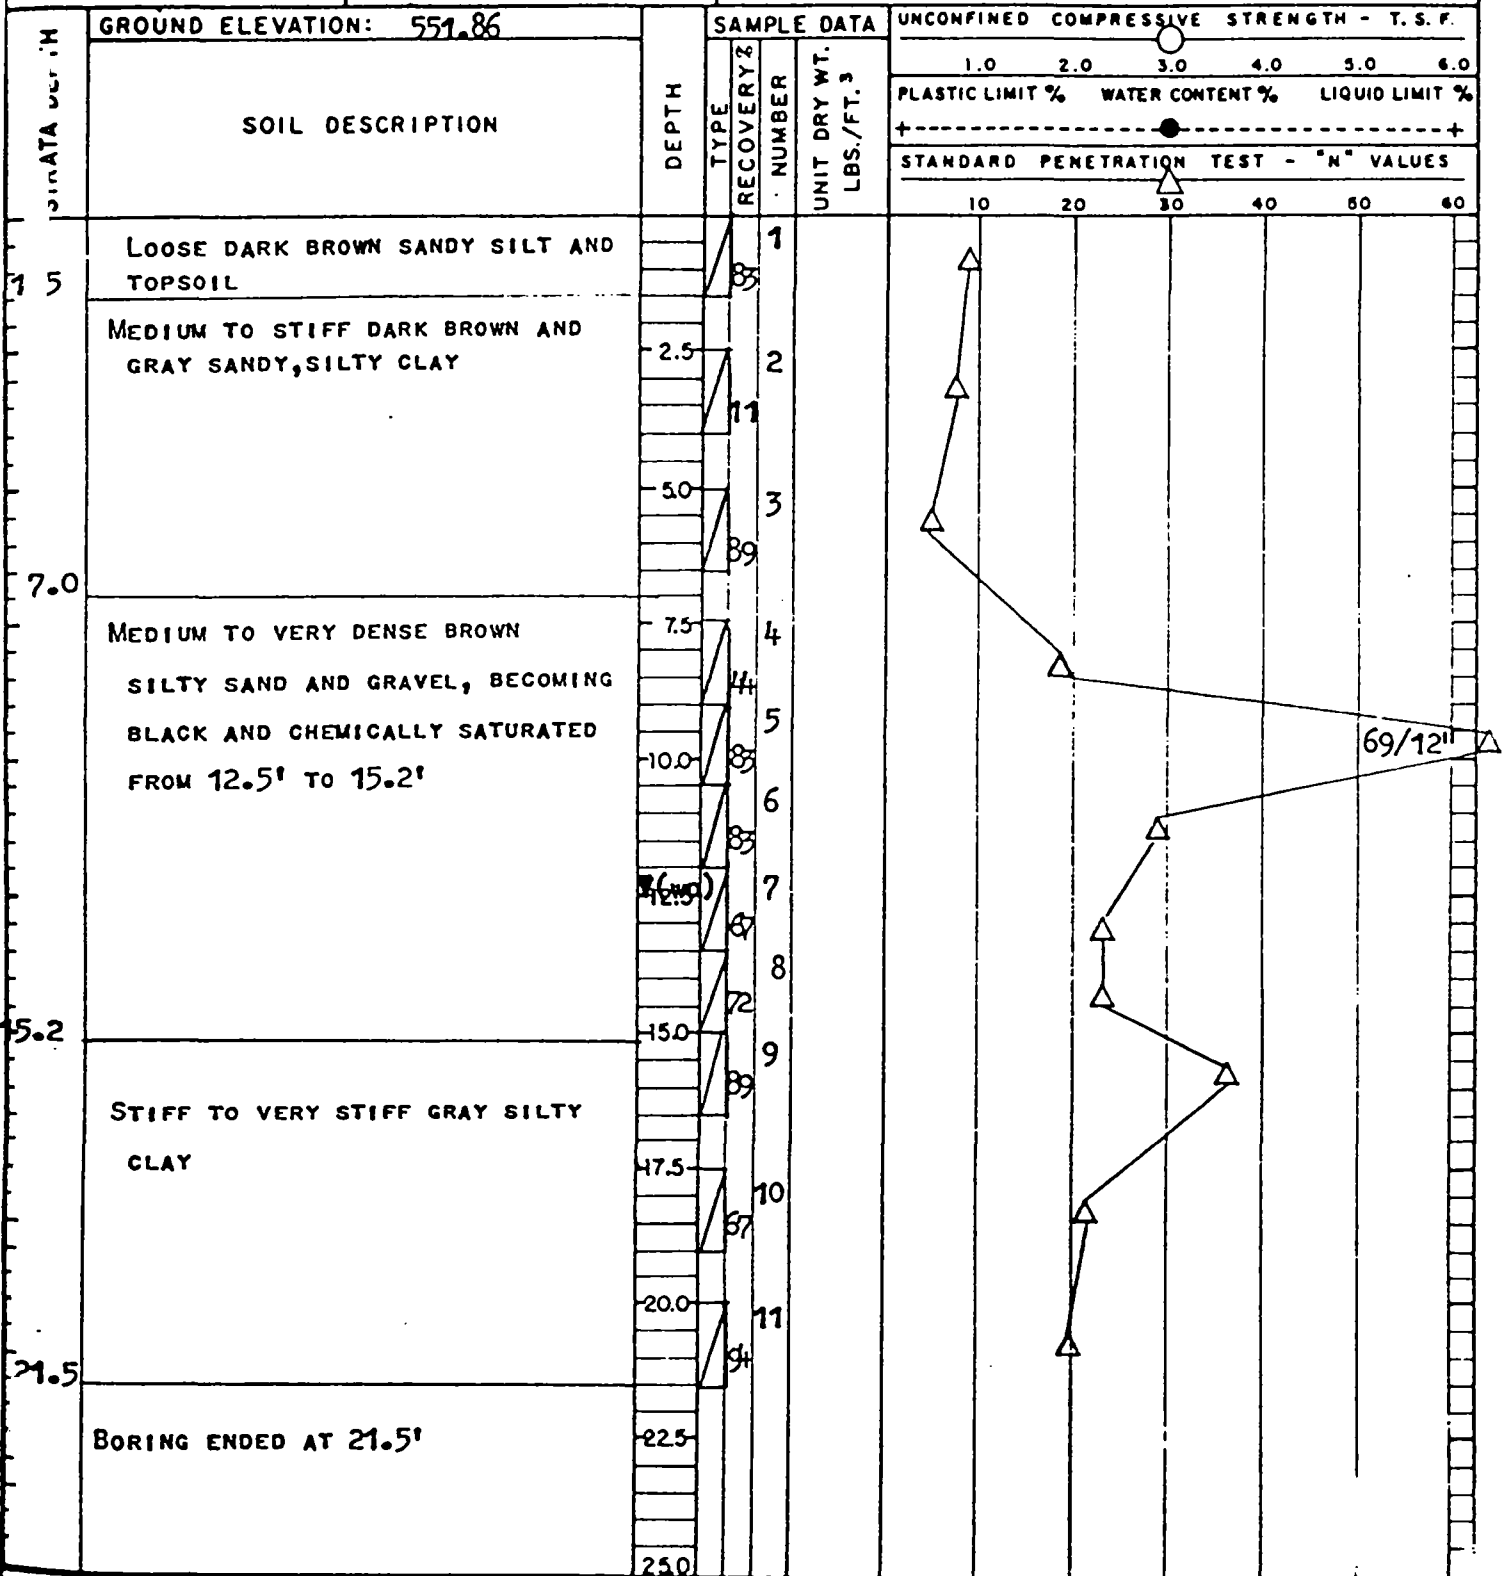 GROUND ELEVATION: 551.86
SAMPLE DATA
UNCONFINED COMPRESSIVE STRENGTH - T.S.F.
1.0 2.0 3.0 4.0 5.0 6.0
PLASTIC LIMIT % WATER CONTENT % LIQUID LIMIT %
STANDARD PENETRATION TEST - "N" VALUES
10 20 30 40 50 60
STRATA DEPTH
SOIL DESCRIPTION
DEPTH
TYPE
RECOVERY %
NUMBER
UNIT DRY WT.
LBS./FT.³
LOOSE DARK BROWN SANDY SILT AND
TOPSOIL
1 83
1 5
MEDIUM TO STIFF DARK BROWN AND
GRAY SANDY, SILTY CLAY
2.5 2
11
5.0 3
89
7.0
MEDIUM TO VERY DENSE BROWN
SILTY SAND AND GRAVEL, BECOMING
BLACK AND CHEMICALLY SATURATED
FROM 12.5' TO 15.2'
7.5 4
44
5
10.0 83
69/12"
6
83
(WD)
12.5 7
67
8
72
15.2
15.0 9
89
STIFF TO VERY STIFF GRAY SILTY
CLAY
17.5 10
67
20.0 11
94
21.5
BORING ENDED AT 21.5'
22.5
25.0